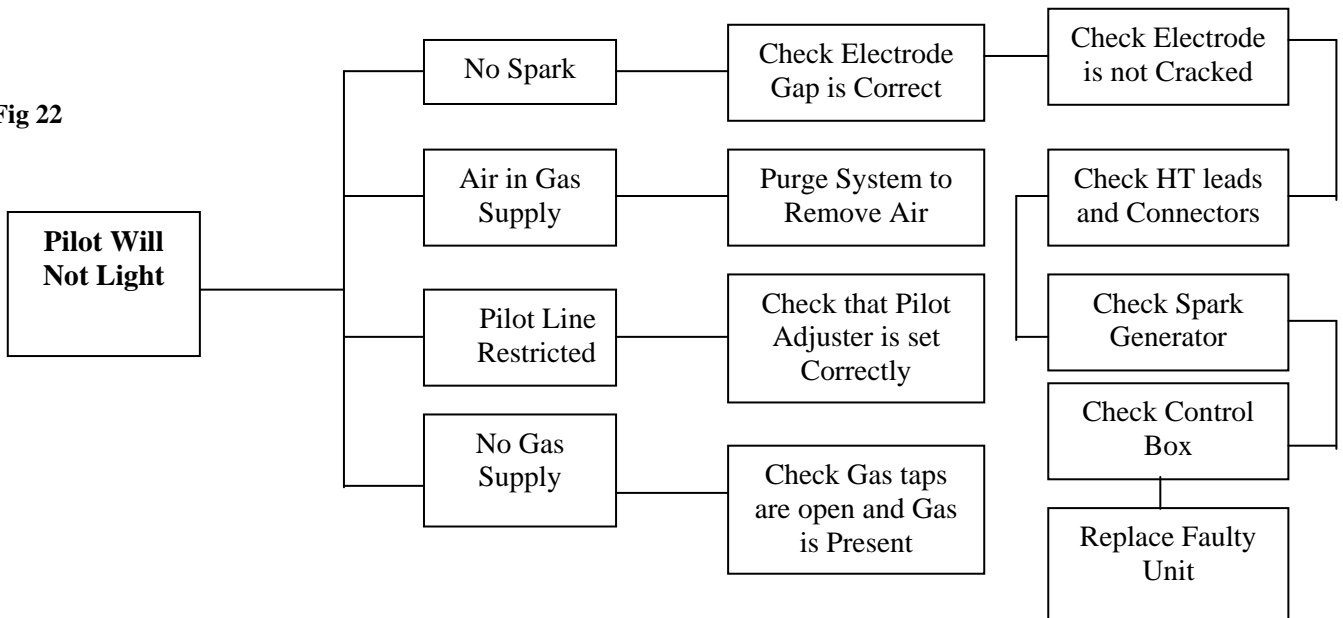 No Spark
Check Electrode
Gap is Correct
Check Electrode
is not Cracked
Fig 22
Air in Gas
Supply
Purge System to
Remove Air
Check HT leads
and Connectors
Pilot Will
Not Light
Pilot Line
Restricted
Check that Pilot
Adjuster is set
Correctly
Check Spark
Generator
No Gas
Supply
Check Gas taps
are open and Gas
is Present
Check Control
Box
Replace Faulty
Unit